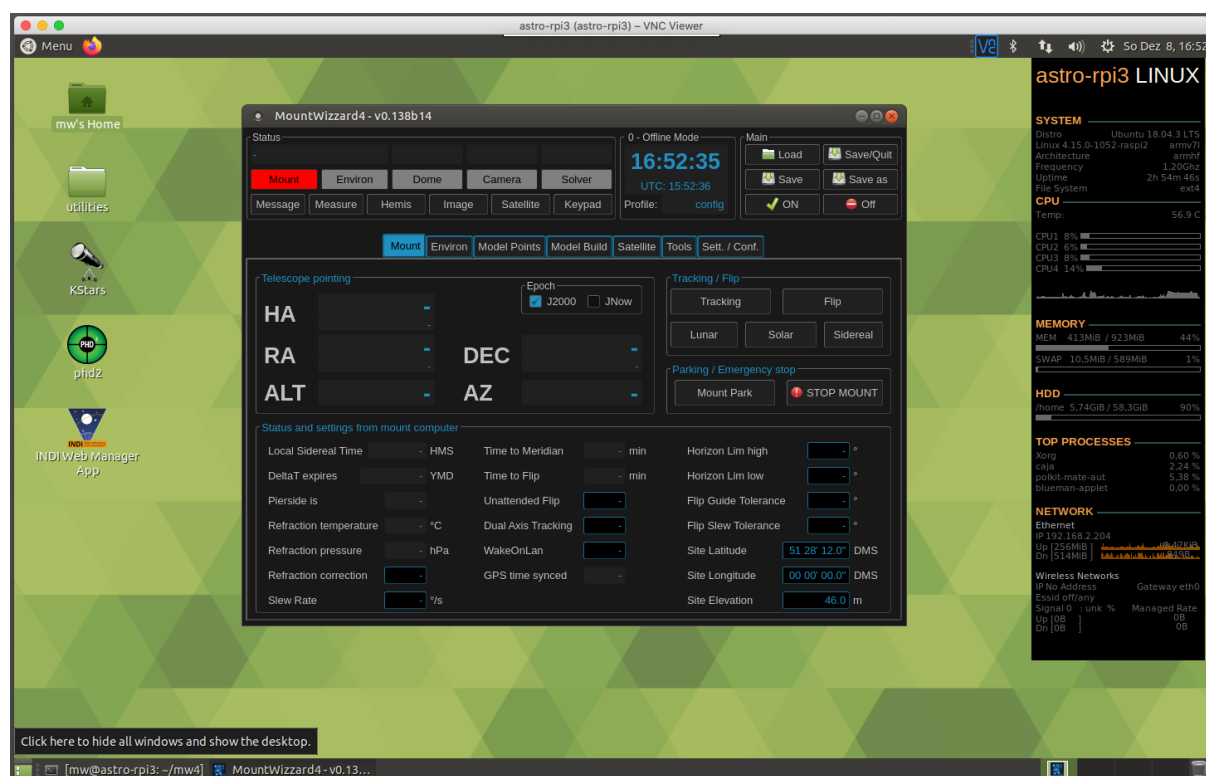 astro-rpi3 (astro-rpi3) – VNC Viewer
Menu
So Dez 8, 16:52
mw's Home
utilities
KStars
PHD
phd2
INDI
INDI Web Manager
App
MountWizzard4 - v0.138b14
Status
0 - Offline Mode
Main
-
16:52:35
UTC: 15:52:36
Load
Save/Quit
Mount
Environ
Dome
Camera
Solver
Save
Save as
Message
Measure
Hemis
Image
Satellite
Keypad
Profile:
config
ON
Off
Mount
Environ
Model Points
Model Build
Satellite
Tools
Sett. / Conf.
Telescope pointing
Epoch
J2000
JNow
HA
-
-
RA
-
-
DEC
-
-
ALT
-
AZ
-
Tracking / Flip
Tracking
Flip
Lunar
Solar
Sidereal
Parking / Emergency stop
Mount Park
STOP MOUNT
Status and settings from mount computer
Local Sidereal Time - HMS
DeltaT expires - YMD
Pierside is -
Refraction temperature - °C
Refraction pressure - hPa
Refraction correction -
Slew Rate - °/s
Time to Meridian - min
Time to Flip - min
Unattended Flip -
Dual Axis Tracking -
WakeOnLan -
GPS time synced -
Horizon Lim high - °
Horizon Lim low - °
Flip Guide Tolerance - °
Flip Slew Tolerance - °
Site Latitude 51 28' 12.0" DMS
Site Longitude 00 00' 00.0" DMS
Site Elevation 46.0 m
astro-rpi3 LINUX
SYSTEM
Distro Ubuntu 18.04.3 LTS
Linux 4.15.0-1052-raspi2 armv7l
Architecture armhf
Frequency 1,20Ghz
Uptime 2h 54m 46s
File System ext4
CPU
Temp: 56.9 C
CPU1 8%
CPU2 6%
CPU3 8%
CPU4 14%
MEMORY
MEM 413MiB / 923MiB 44%
SWAP 10,5MiB / 589MiB 1%
HDD
/home 5,74GiB / 58,3GiB 90%
TOP PROCESSES
Xorg 0,60 %
caja 2,24 %
polkit-mate-aut 5,38 %
blueman-applet 0,00 %
NETWORK
Ethernet
IP 192.168.2.204
Up [256MiB ]
Dn [514MiB ]
Wireless Networks
IP No Address Gateway eth0
Essid off/any
Signal 0 : unk % Managed Rate
Up [0B ] 0B
Dn [0B ] 0B
Click here to hide all windows and show the desktop.
[mw@astro-rpi3: ~/mw4]
MountWizzard4 - v0.13...